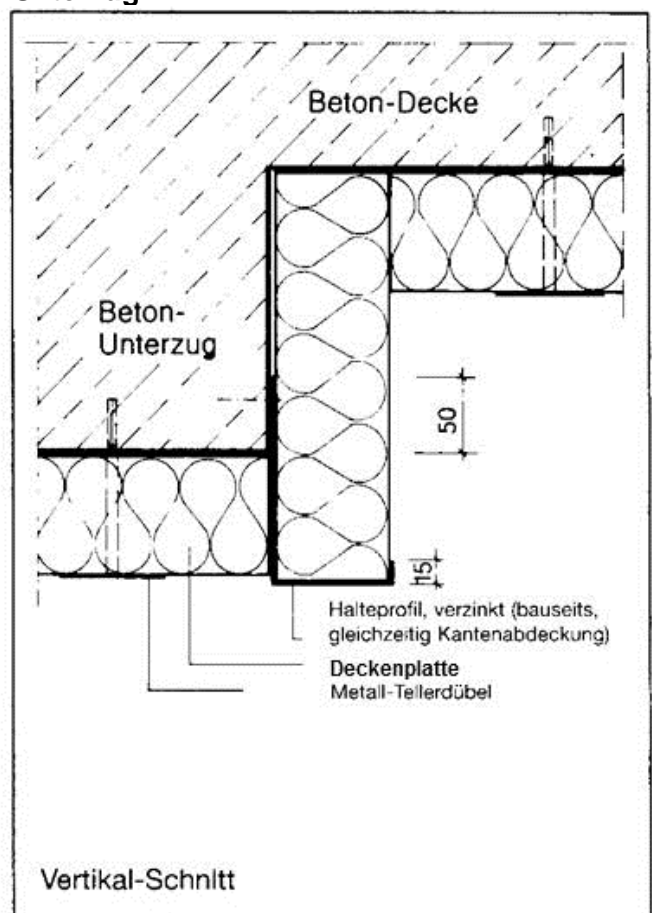 Beton-Decke
Beton-
Unterzug
50
15
Halteprofil, verzinkt (bauseits,
gleichzeitig Kantenabdeckung)
Deckenplatte
Metall-Tellerdübel
Vertikal-Schnitt